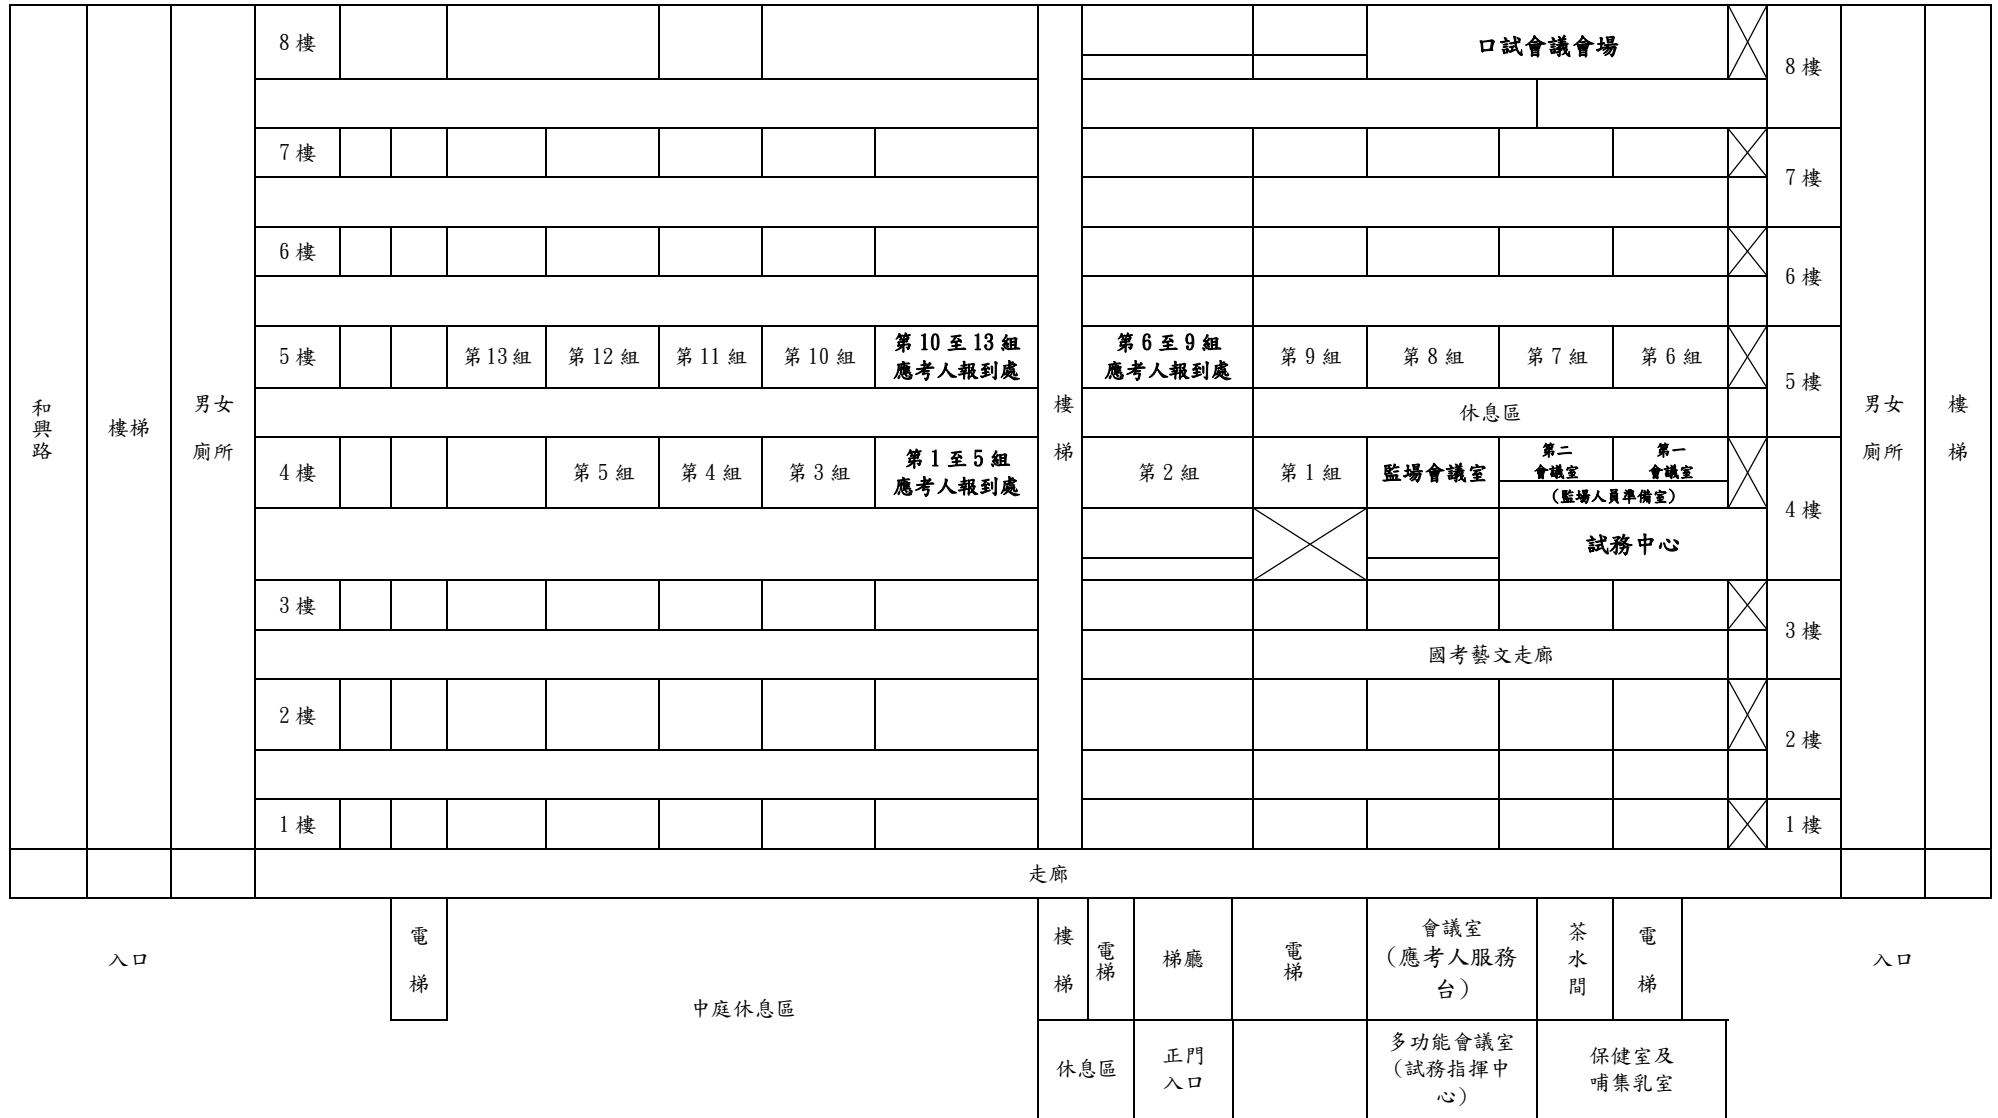 8樓
口試會議會場
8樓
7樓
7樓
6樓
6樓
5樓
第13組
第12組
第11組
第10組
第10至13組
應考人報到處
第6至9組
應考人報到處
第9組
第8組
第7組
第6組
5樓
休息區
和興路
樓梯
男女
廁所
樓梯
男女
廁所
樓梯
4樓
第5組
第4組
第3組
第1至5組
應考人報到處
第2組
第1組
監場會議室
第二
會議室
第一
會議室
(監場人員準備室)
4樓
試務中心
3樓
3樓
國考藝文走廊
2樓
2樓
1樓
1樓
走廊
入口
電梯
中庭休息區
樓梯
電梯
梯廳
電梯
會議室
(應考人服務
台)
茶水間
電梯
入口
休息區
正門
入口
多功能會議室
(試務指揮中
心)
保健室及
哺集乳室